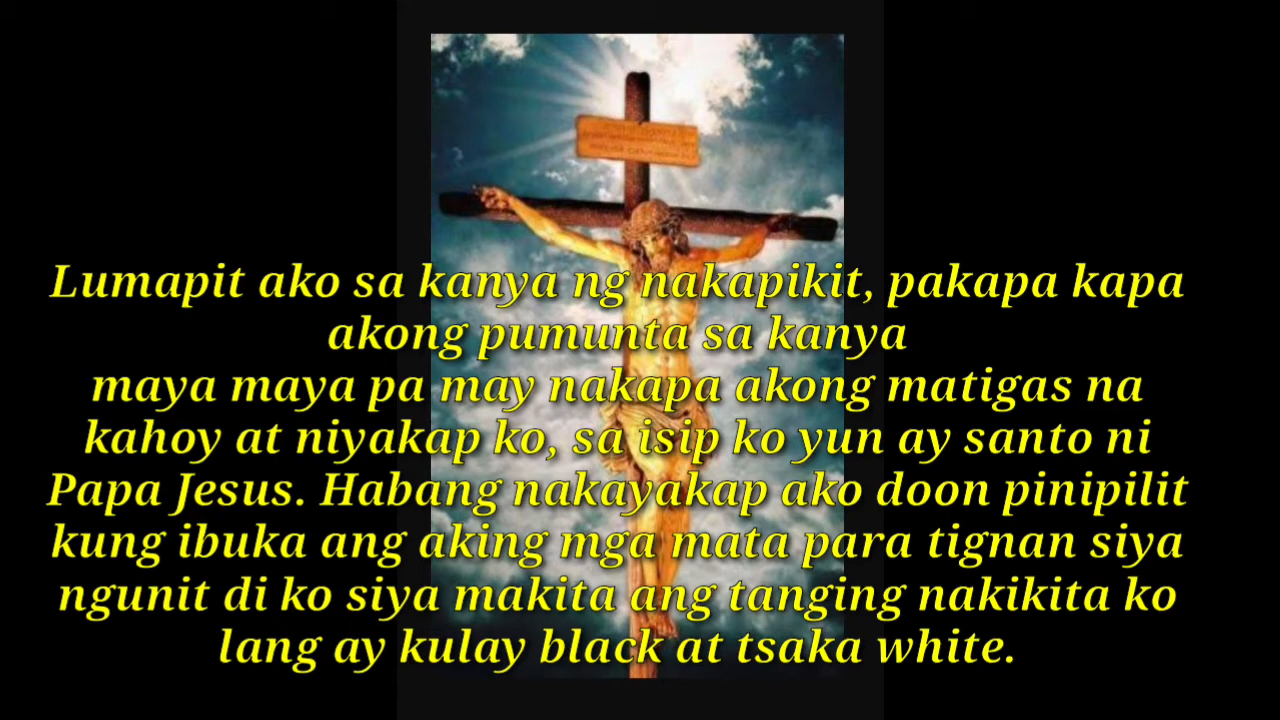 Lumapit ako sa kanya ng nakapikit, pakapa kapa
akong pumunta sa kanya
maya maya pa may nakapa akong matigas na
kahoy at niyakap ko, sa isip ko yun ay santo ni
Papa Jesus. Habang nakayakap ako doon pinipilit
kung ibuka ang aking mga mata para tignan siya
ngunit di ko siya makita ang tanging nakikita ko
lang ay kulay black at tsaka white.